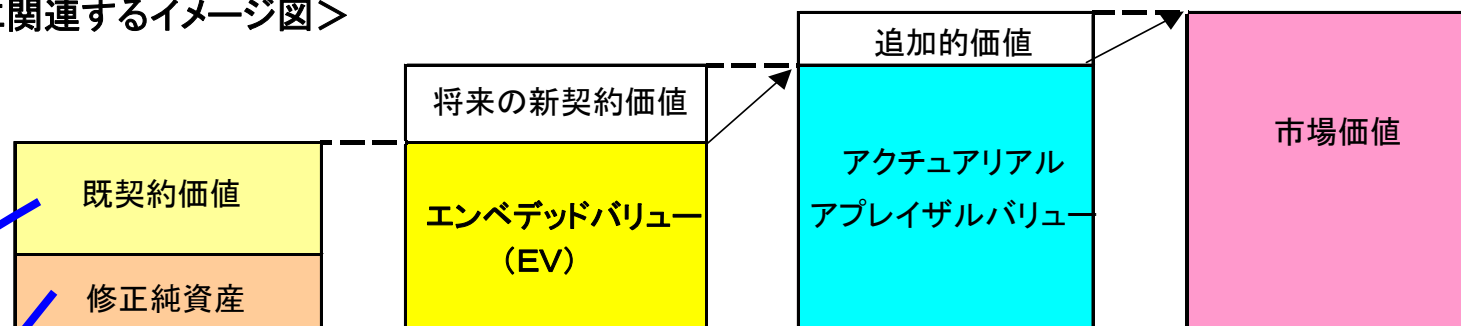 に関連するイメージ図＞
追加的価値
将来の新契約価値
市場価値
アクチュアリアル
アプレイザルバリュー
既契約価値
エンベデッドバリュー
（ＥＶ）
修正純資産